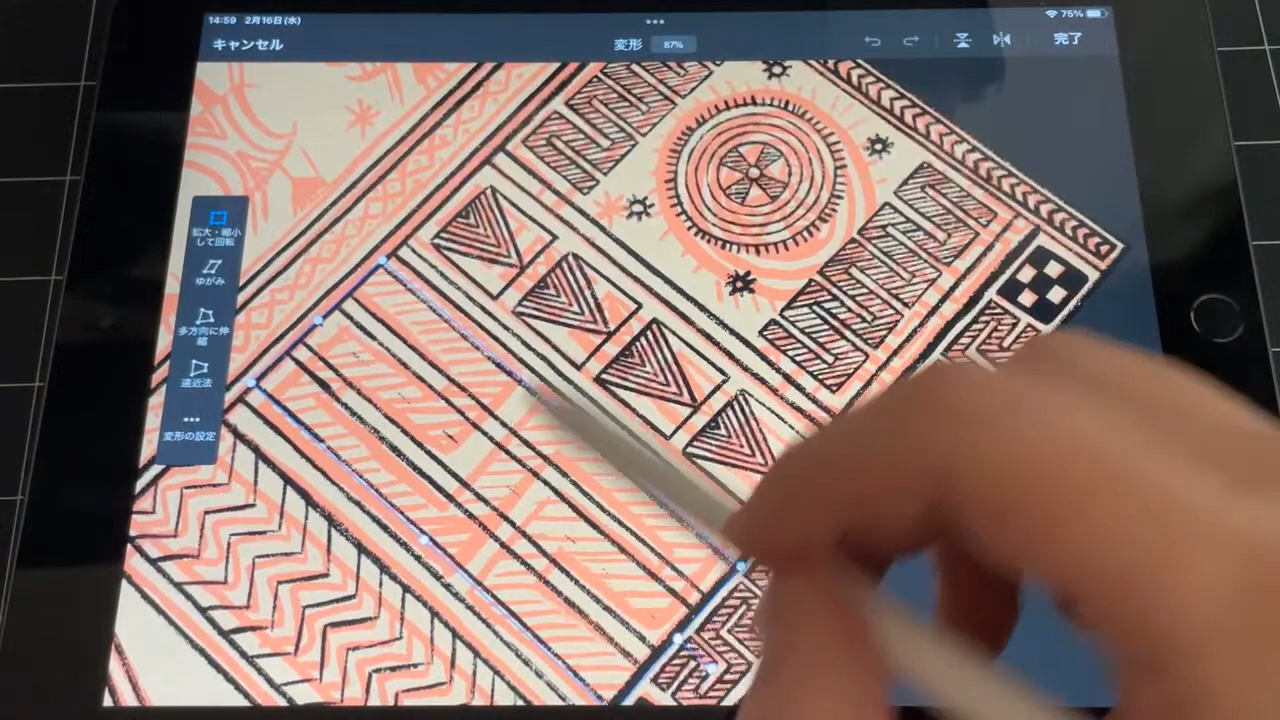 14:59 2月16日(水)
75%
キャンセル
変形 87%
完了
拡大・縮小
して回転
ゆがみ
多方向に伸
縮
遠近法
変形の設定